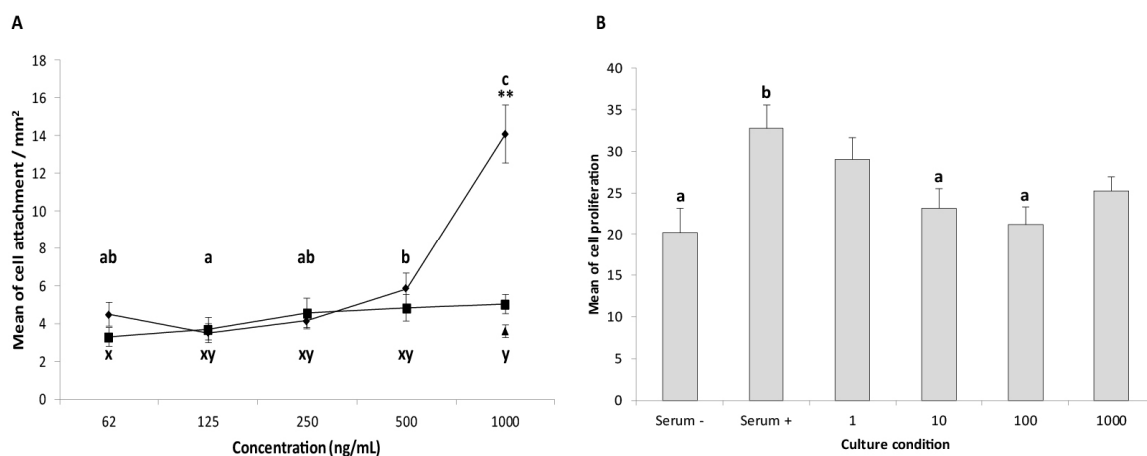 A
Mean of cell attachment / mm²
18
16
14
12
10
8
6
4
2
0
c
**
ab a ab b
x xy xy xy y
62 125 250 500 1000
Concentration (ng/mL)
B
Mean of cell proliferation
40
35
30
25
20
15
10
5
0
a b a a
Serum - Serum + 1 10 100 1000
Culture condition